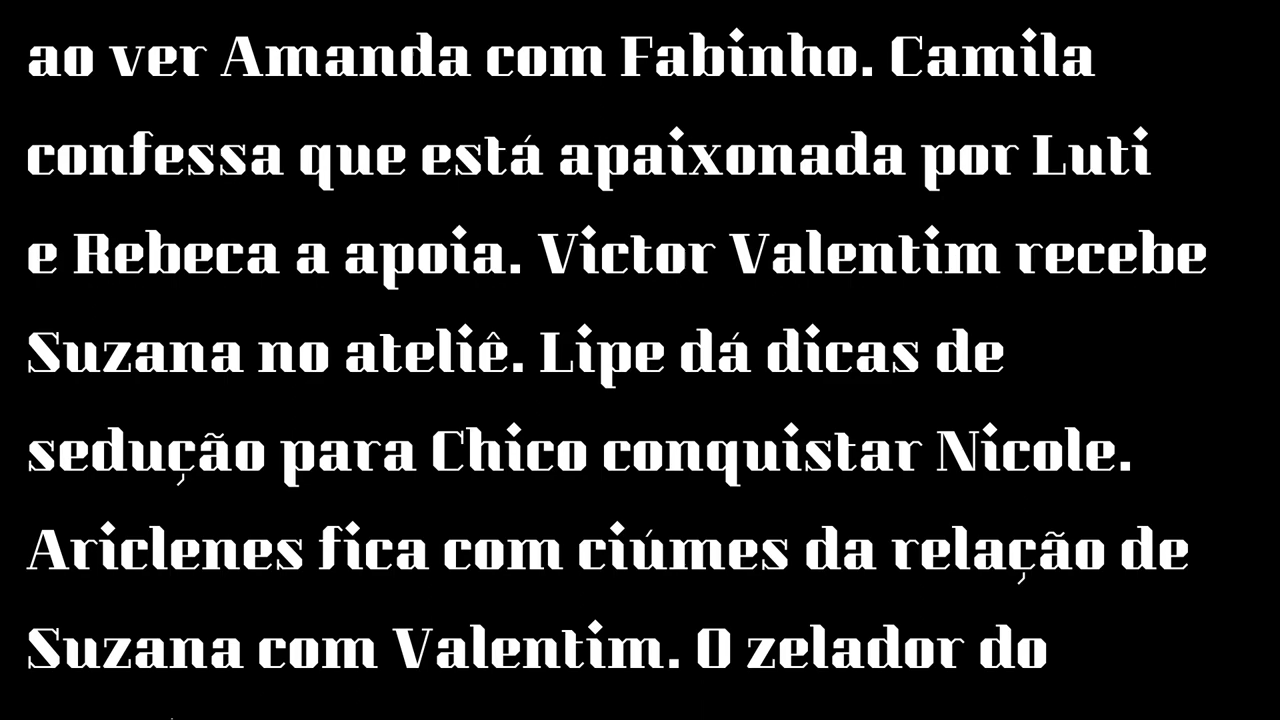 ao ver Amanda com Fabinho. Camila
confessa que está apaixonada por Luti
e Rebeca a apoia. Victor Valentim recebe
Suzana no ateliê. Lipe dá dicas de
sedução para Chico conquistar Nicole.
Ariclenes fica com ciúmes da relação de
Suzana com Valentim. O zelador do